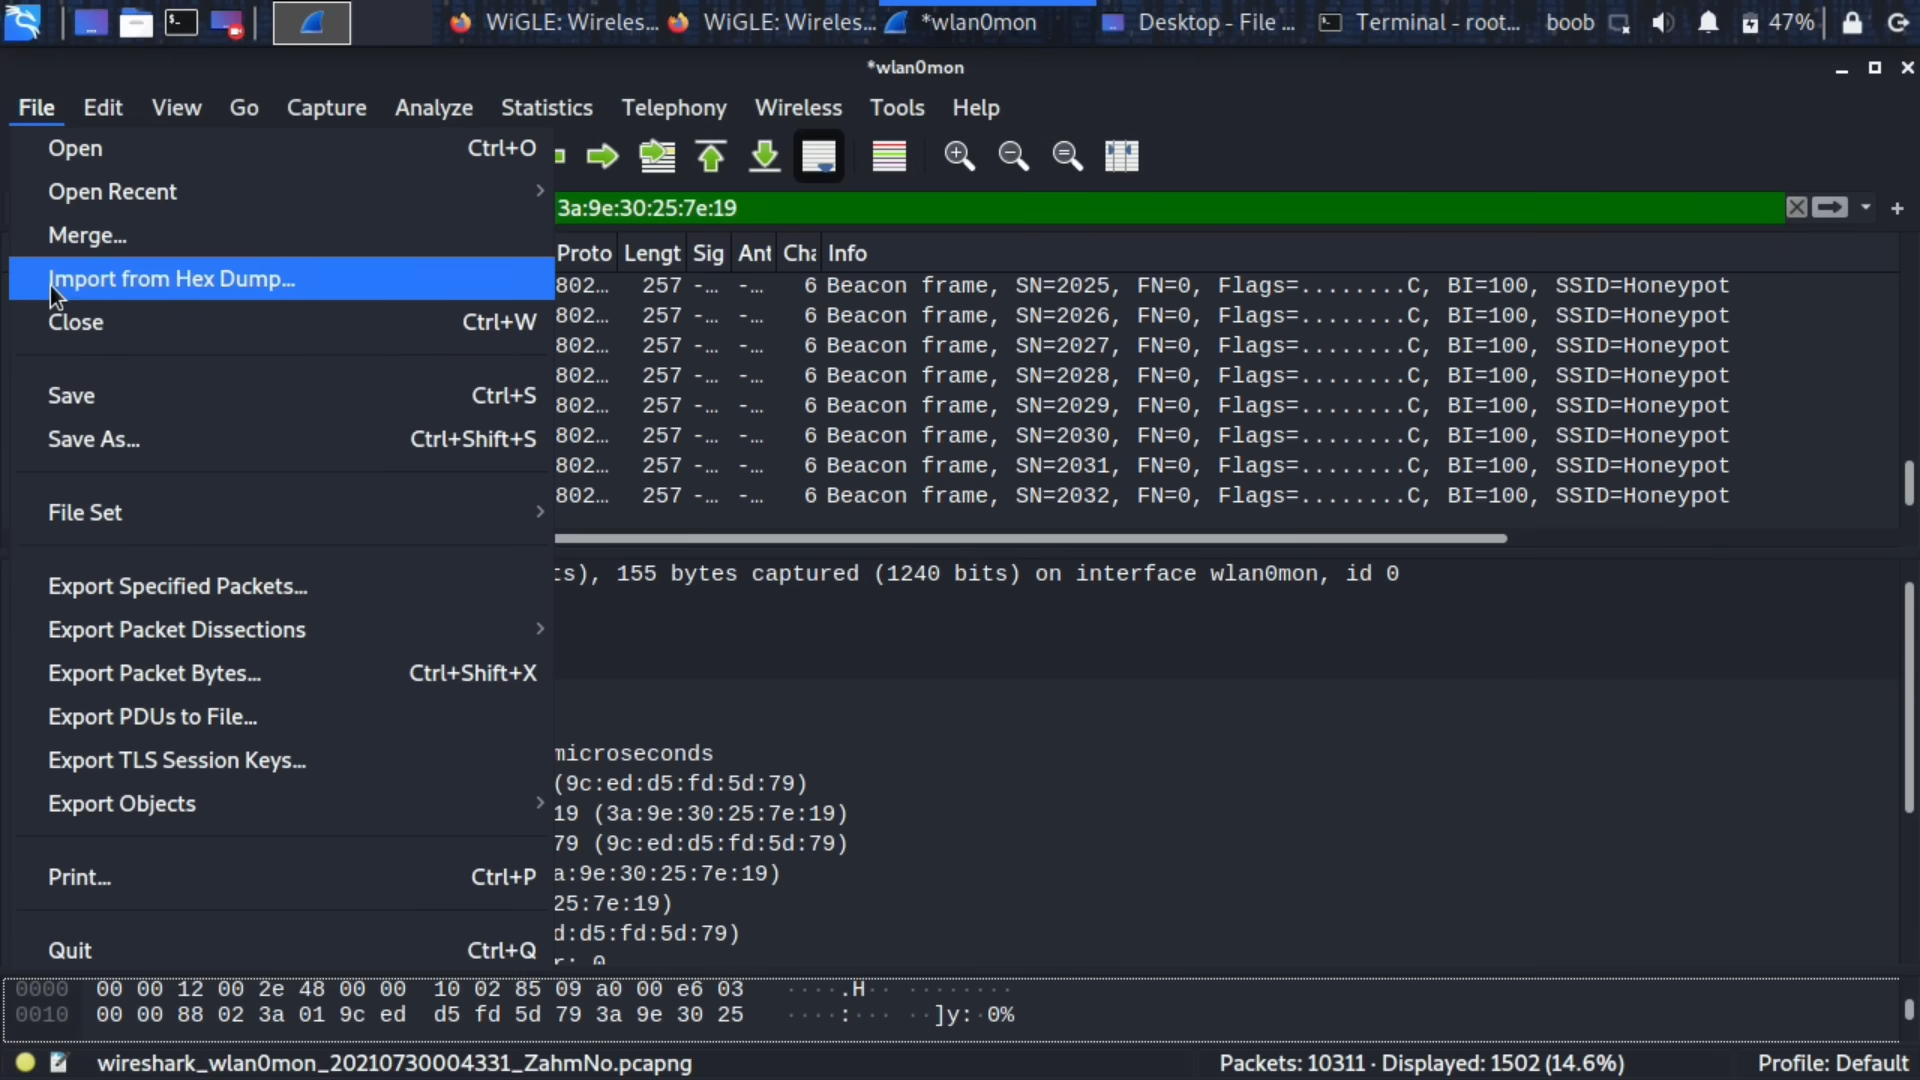 WiGLE: Wireles...
WiGLE: Wireles...
*wlan0mon
Desktop - File ...
Terminal - root...
boob
47%
*wlan0mon
File Edit View Go Capture Analyze Statistics Telephony Wireless Tools Help
Open Ctrl+O
Open Recent
Merge...
Import from Hex Dump...
Close Ctrl+W
Save Ctrl+S
Save As... Ctrl+Shift+S
File Set
Export Specified Packets...
Export Packet Dissections
Export Packet Bytes... Ctrl+Shift+X
Export PDUs to File...
Export TLS Session Keys...
Export Objects
Print... Ctrl+P
Quit Ctrl+Q
3a:9e:30:25:7e:19
Proto Lengt Sig Ant Cha Info
802… 257 -… -… 6 Beacon frame, SN=2025, FN=0, Flags=........C, BI=100, SSID=Honeypot
802… 257 -… -… 6 Beacon frame, SN=2026, FN=0, Flags=........C, BI=100, SSID=Honeypot
802… 257 -… -… 6 Beacon frame, SN=2027, FN=0, Flags=........C, BI=100, SSID=Honeypot
802… 257 -… -… 6 Beacon frame, SN=2028, FN=0, Flags=........C, BI=100, SSID=Honeypot
802… 257 -… -… 6 Beacon frame, SN=2029, FN=0, Flags=........C, BI=100, SSID=Honeypot
802… 257 -… -… 6 Beacon frame, SN=2030, FN=0, Flags=........C, BI=100, SSID=Honeypot
802… 257 -… -… 6 Beacon frame, SN=2031, FN=0, Flags=........C, BI=100, SSID=Honeypot
802… 257 -… -… 6 Beacon frame, SN=2032, FN=0, Flags=........C, BI=100, SSID=Honeypot
ts), 155 bytes captured (1240 bits) on interface wlan0mon, id 0
microseconds
(9c:ed:d5:fd:5d:79)
19 (3a:9e:30:25:7e:19)
79 (9c:ed:d5:fd:5d:79)
a:9e:30:25:7e:19)
25:7e:19)
d:d5:fd:5d:79)
r: 0
0000 00 00 12 00 2e 48 00 00 10 02 85 09 a0 00 e6 03 ····.H·· ········
0010 00 00 88 02 3a 01 9c ed d5 fd 5d 79 3a 9e 30 25 ····:··· ··]y:·0%
wireshark_wlan0mon_20210730004331_ZahmNo.pcapng
Packets: 10311 · Displayed: 1502 (14.6%)
Profile: Default